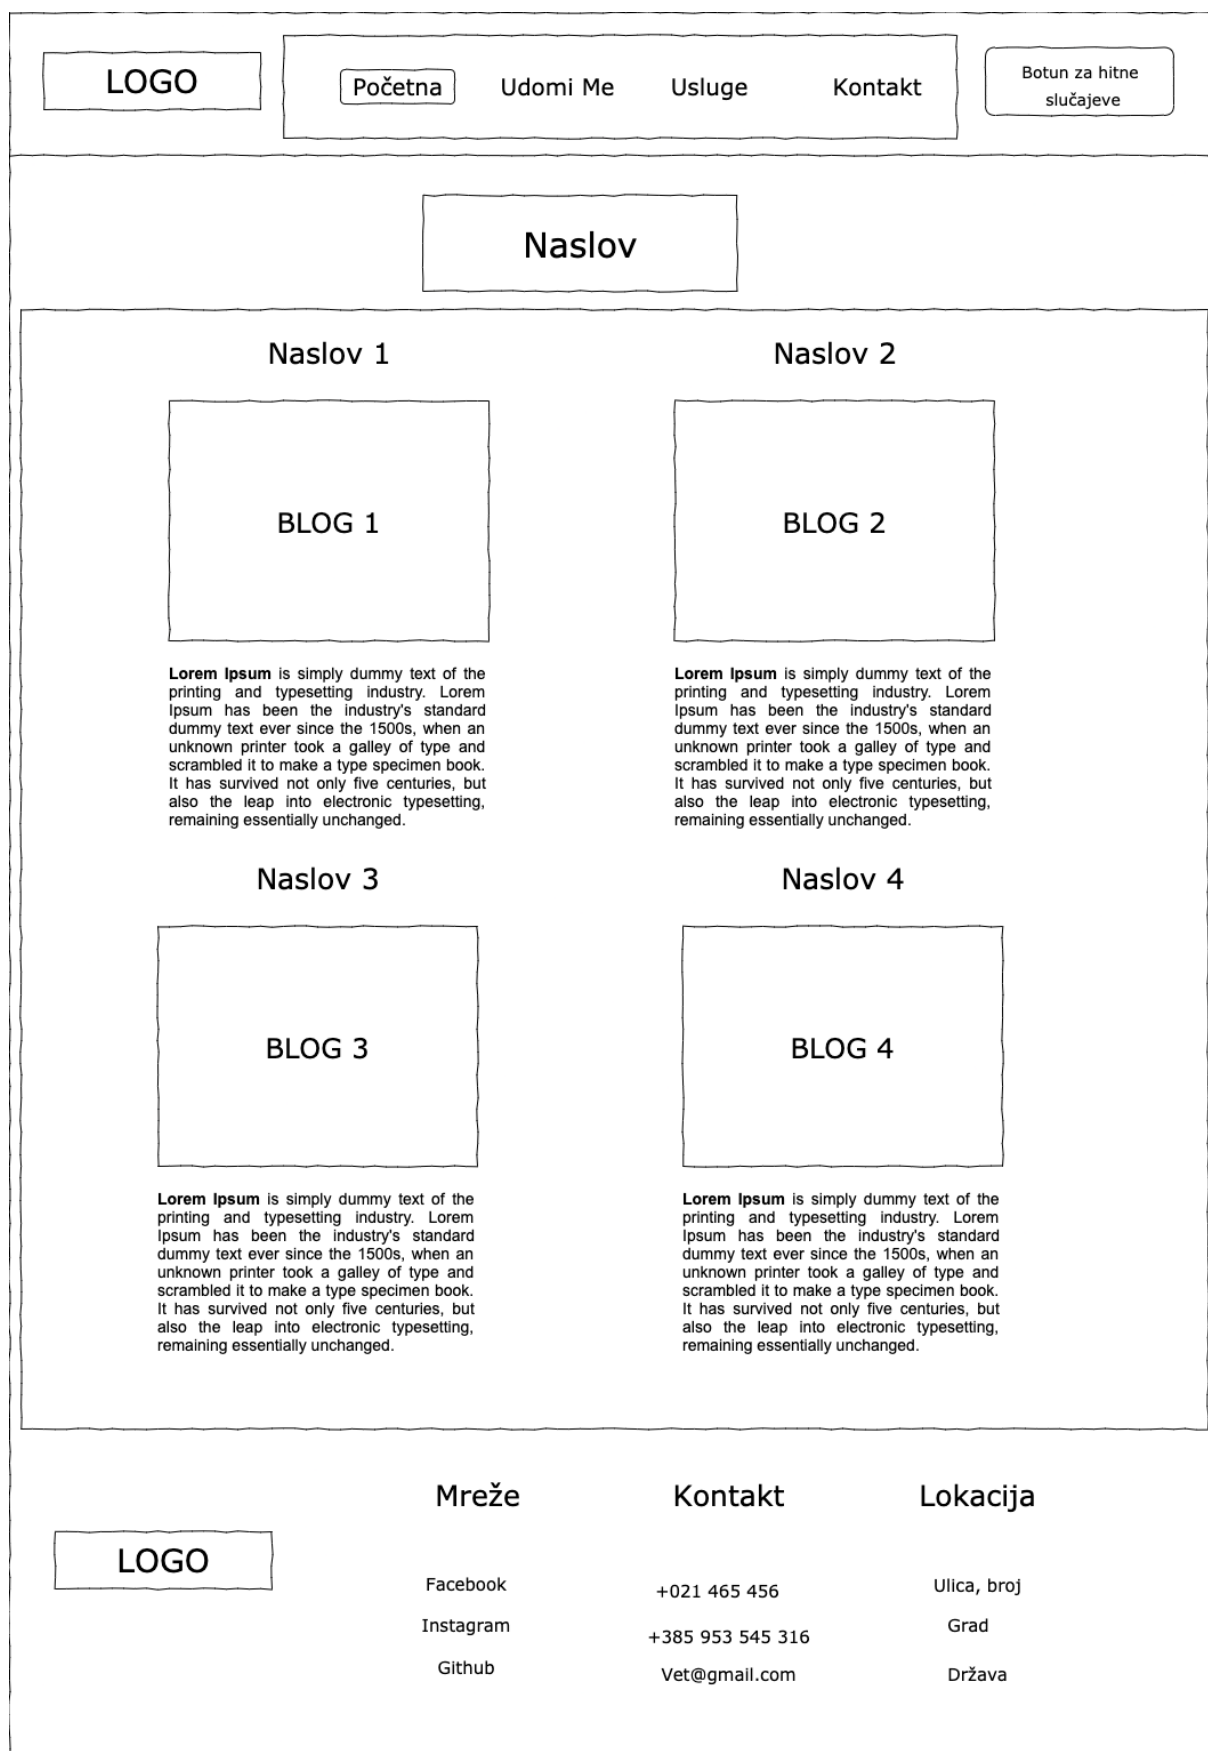 LOGO
Početna
Udomi Me
Usluge
Kontakt
Botun za hitne
slučajeve
Naslov
Naslov 1
BLOG 1
Lorem Ipsum is simply dummy text of the
printing and typesetting industry. Lorem
Ipsum has been the industry's standard
dummy text ever since the 1500s, when an
unknown printer took a galley of type and
scrambled it to make a type specimen book.
It has survived not only five centuries, but
also the leap into electronic typesetting,
remaining essentially unchanged.
Naslov 2
BLOG 2
Lorem Ipsum is simply dummy text of the
printing and typesetting industry. Lorem
Ipsum has been the industry's standard
dummy text ever since the 1500s, when an
unknown printer took a galley of type and
scrambled it to make a type specimen book.
It has survived not only five centuries, but
also the leap into electronic typesetting,
remaining essentially unchanged.
Naslov 3
BLOG 3
Lorem Ipsum is simply dummy text of the
printing and typesetting industry. Lorem
Ipsum has been the industry's standard
dummy text ever since the 1500s, when an
unknown printer took a galley of type and
scrambled it to make a type specimen book.
It has survived not only five centuries, but
also the leap into electronic typesetting,
remaining essentially unchanged.
Naslov 4
BLOG 4
Lorem Ipsum is simply dummy text of the
printing and typesetting industry. Lorem
Ipsum has been the industry's standard
dummy text ever since the 1500s, when an
unknown printer took a galley of type and
scrambled it to make a type specimen book.
It has survived not only five centuries, but
also the leap into electronic typesetting,
remaining essentially unchanged.
LOGO
Mreže
Facebook
Instagram
Github
Kontakt
+021 465 456
+385 953 545 316
Vet@gmail.com
Lokacija
Ulica, broj
Grad
Država